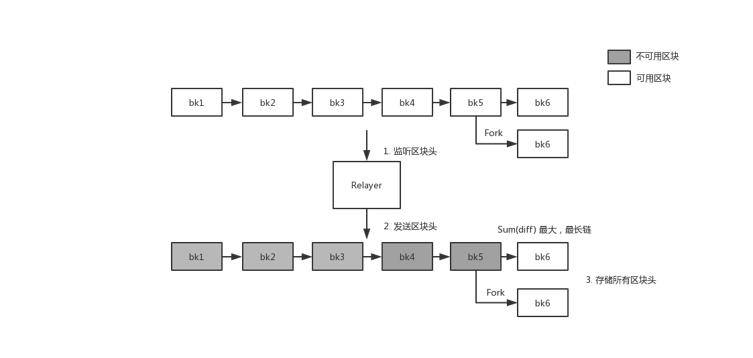 不可用区块
可用区块
bk1
bk2
bk3
bk4
bk5
bk6
Fork
bk6
1. 监听区块头
Relayer
2. 发送区块头
Sum(diff) 最大，最长链
bk1
bk2
bk3
bk4
bk5
bk6
3. 存储所有区块头
Fork
bk6